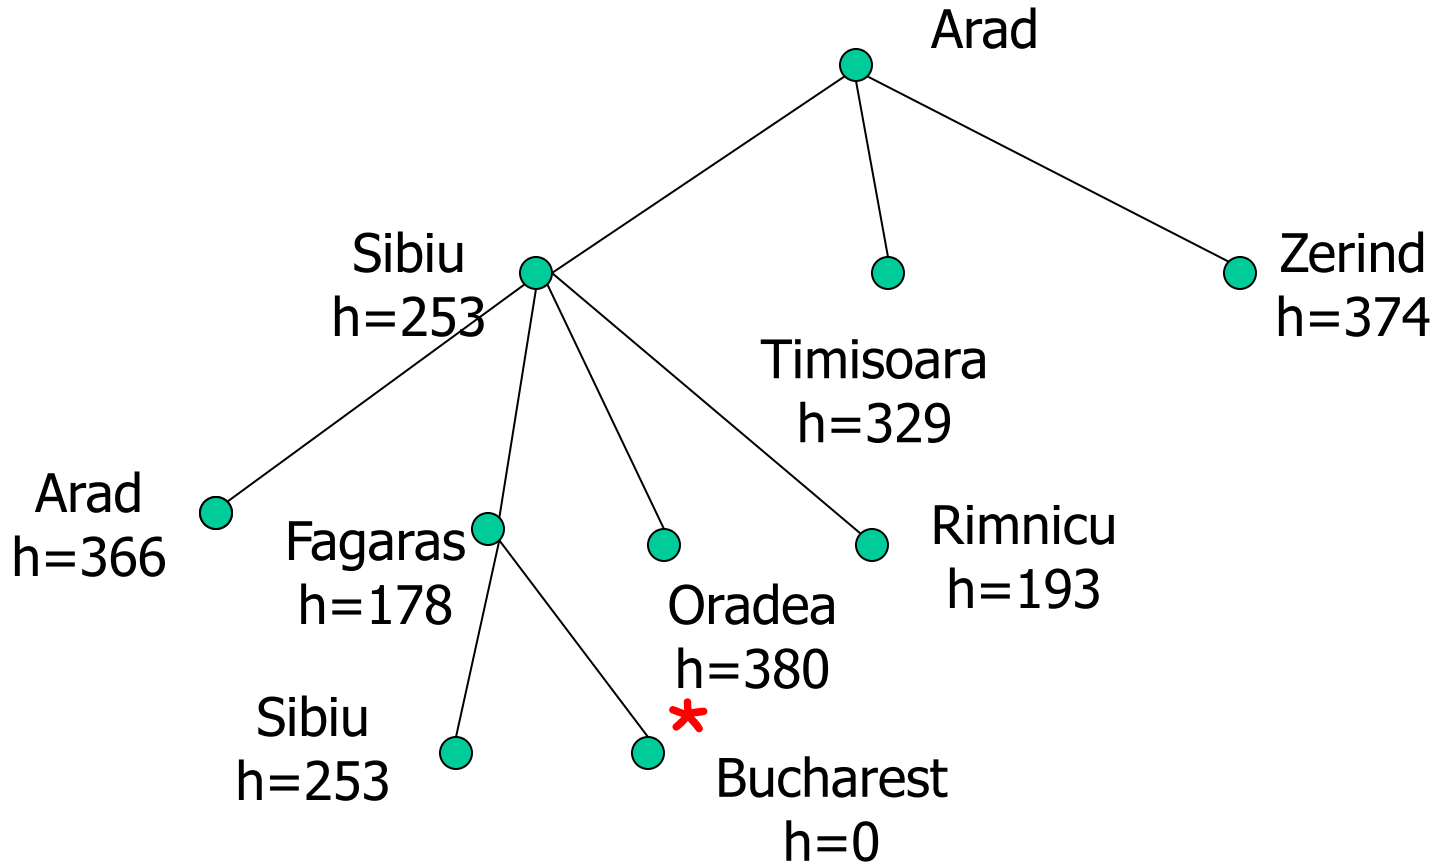 Arad
Sibiu
h=253
Zerind
h=374
Timisoara
h=329
Arad
h=366
Fagaras
h=178
Oradea
h=380
Rimnicu
h=193
Sibiu
h=253
*
Bucharest
h=0